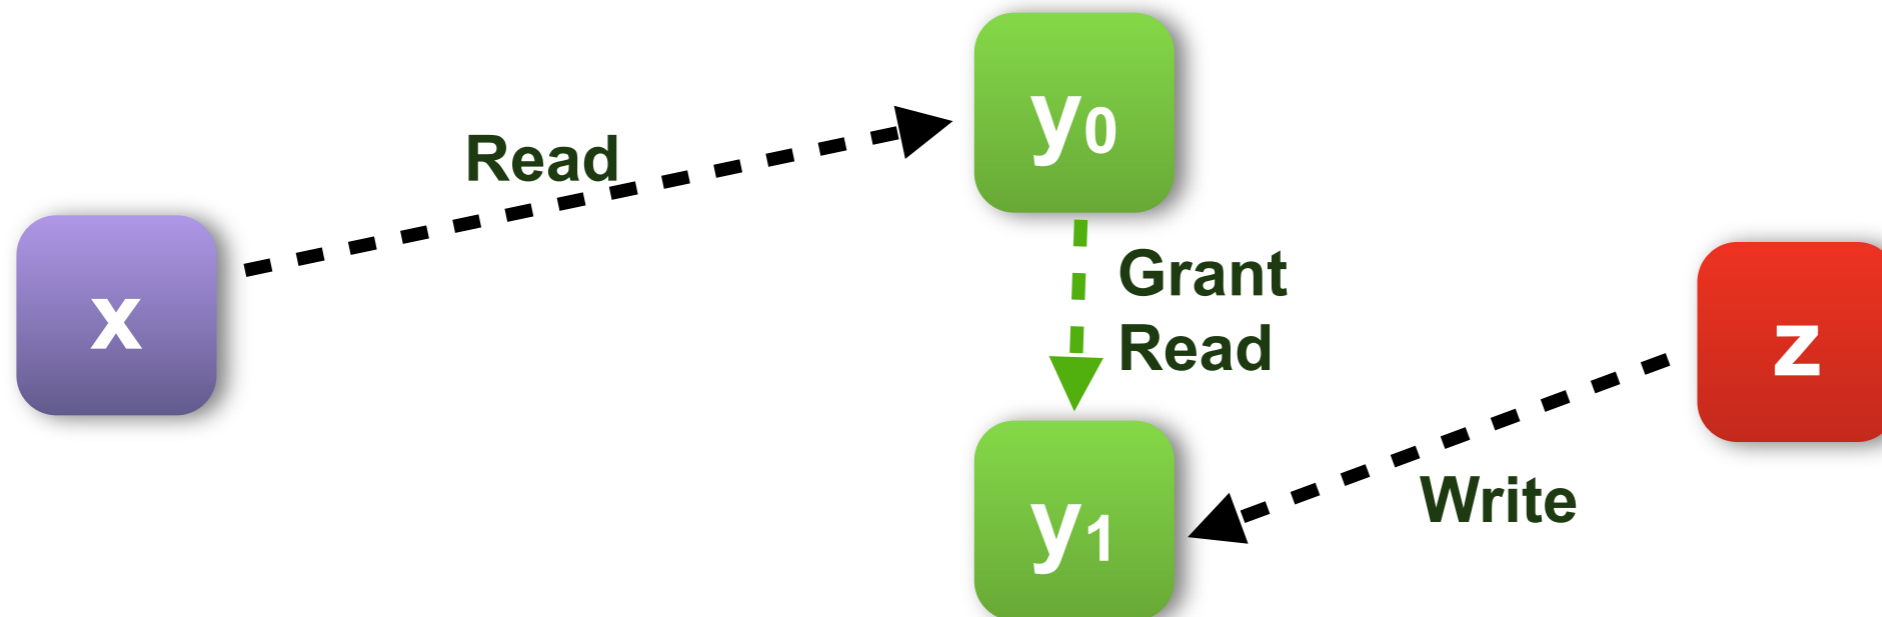 y₀
Read
Grant
Read
x
z
Write
y₁